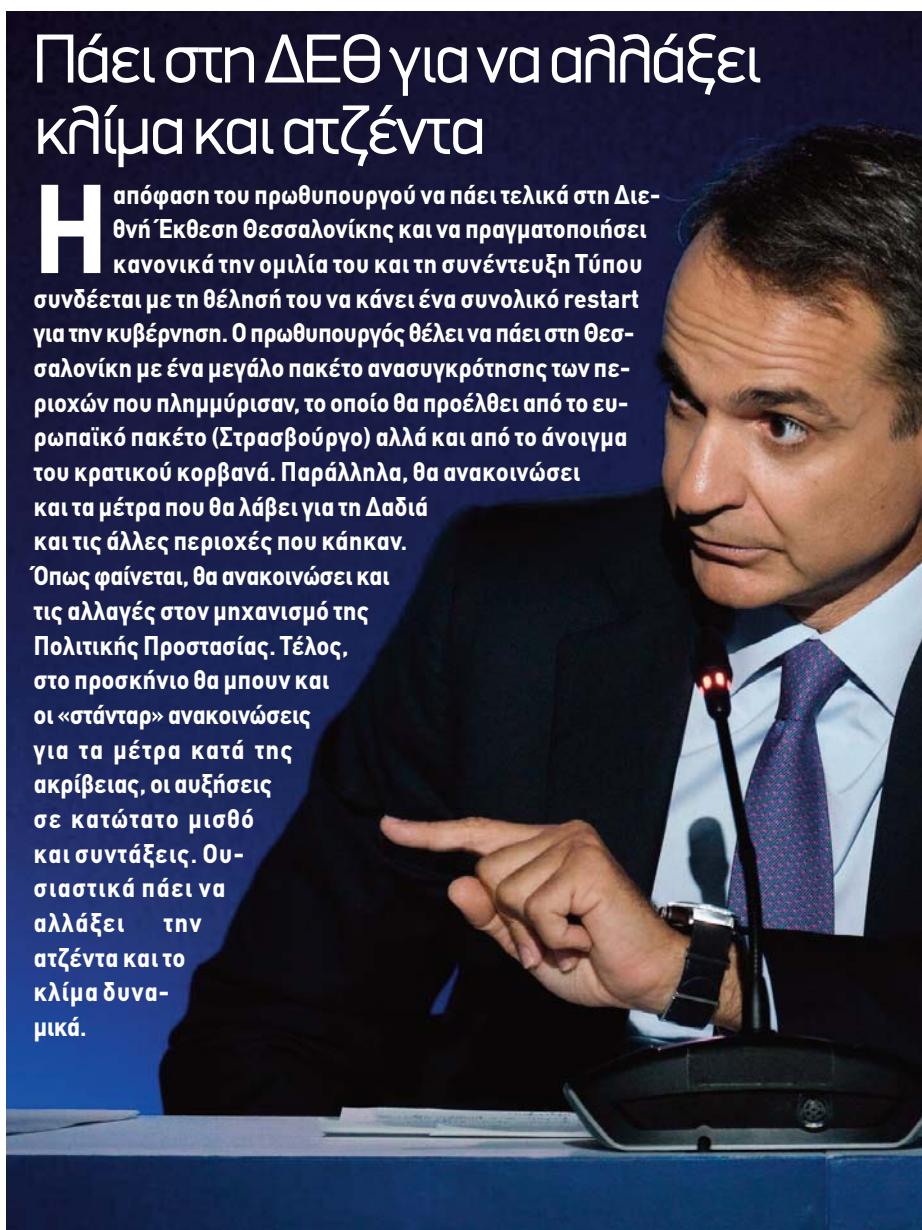 Πάει στη ΔΕΘ για να αλλάξει
κλίμα και ατζέντα
Η απόφαση του πρωθυπουργού να πάει τελικά στη Διε-
θνή Έκθεση Θεσσαλονίκης και να πραγματοποιήσει
κανονικά την ομιλία του και τη συνέντευξη Τύπου
συνδέεται με τη θέλησή του να κάνει ένα συνολικό restart
για την κυβέρνηση. Ο πρωθυπουργός θέλει να πάει στη Θεσ-
σαλονίκη με ένα μεγάλο πακέτο ανασυγκρότησης των πε-
ριοχών που πλημμύρισαν, το οποίο θα προέλθει από το ευ-
ρωπαϊκό πακέτο (Στρασβούργο) αλλά και από το άνοιγμα
του κρατικού κορβανά. Παράλληλα, θα ανακοινώσει
και τα μέτρα που θα λάβει για τη Δαδιά
και τις άλλες περιοχές που κάηκαν.
Όπως φαίνεται, θα ανακοινώσει και
τις αλλαγές στον μηχανισμό της
Πολιτικής Προστασίας. Τέλος,
στο προσκήνιο θα μπουν και
οι «στάνταρ» ανακοινώσεις
για τα μέτρα κατά της
ακρίβειας, οι αυξήσεις
σε κατώτατο μισθό
και συντάξεις. Ου-
σιαστικά πάει να
αλλάξει την
ατζέντα και το
κλίμα δυνα-
μικά.